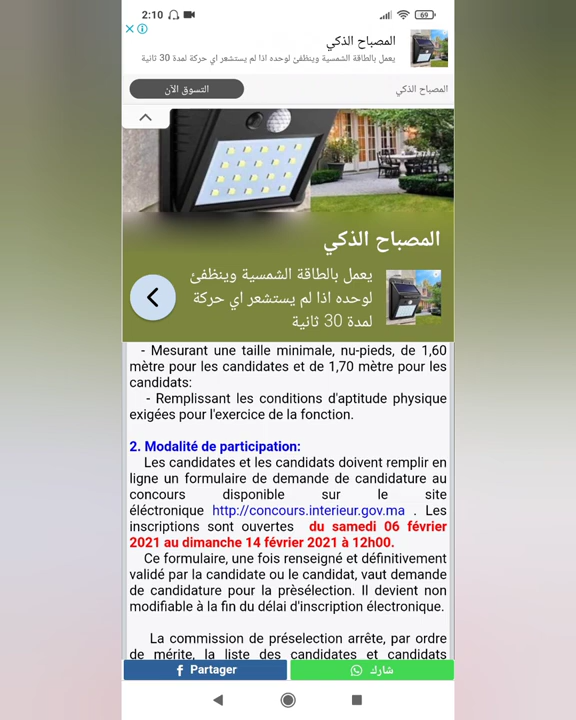 2:10
69
المصباح الذكي
يعمل بالطاقة الشمسية وينظفئ لوحده اذا لم يستشعر اي حركة لمدة 30 ثانية
التسوق الآن
المصباح الذكي
المصباح الذكي
يعمل بالطاقة الشمسية وينظفئ
لوحده اذا لم يستشعر اي حركة
لمدة 30 ثانية
- Mesurant une taille minimale, nu-pieds, de 1,60
mètre pour les candidates et de 1,70 mètre pour les
candidats:
- Remplissant les conditions d'aptitude physique
exigées pour l'exercice de la fonction.
2. Modalité de participation:
Les candidates et les candidats doivent remplir en
ligne un formulaire de demande de candidature au
concours disponible sur le site
éléctronique http://concours.interieur.gov.ma . Les
inscriptions sont ouvertes du samedi 06 février
2021 au dimanche 14 février 2021 à 12h00.
Ce formulaire, une fois renseigné et définitivement
validé par la candidate ou le candidat, vaut demande
de candidature pour la prèsélection. Il devient non
modifiable à la fin du délai d'inscription électronique.
La commission de préselection arrête, par ordre
de mérite, la liste des candidates et candidats
f Partager
شارك